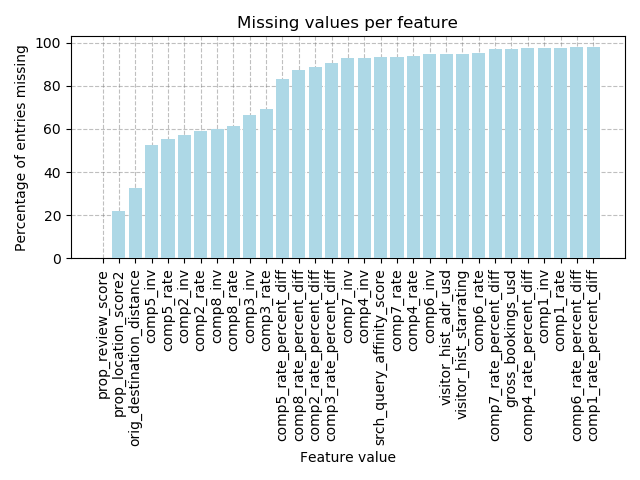 Missing values per feature
Percentage of entries missing
100
80
60
40
20
0
prop_review_score
prop_location_score2
orig_destination_distance
comp5_inv
comp5_rate
comp2_inv
comp2_rate
comp8_inv
comp8_rate
comp3_inv
comp3_rate
comp5_rate_percent_diff
comp8_rate_percent_diff
comp2_rate_percent_diff
comp3_rate_percent_diff
comp7_inv
comp4_inv
srch_query_affinity_score
comp7_rate
comp4_rate
comp6_inv
visitor_hist_adr_usd
visitor_hist_starrating
comp6_rate
comp7_rate_percent_diff
gross_bookings_usd
comp4_rate_percent_diff
comp1_inv
comp1_rate
comp6_rate_percent_diff
comp1_rate_percent_diff
Feature value